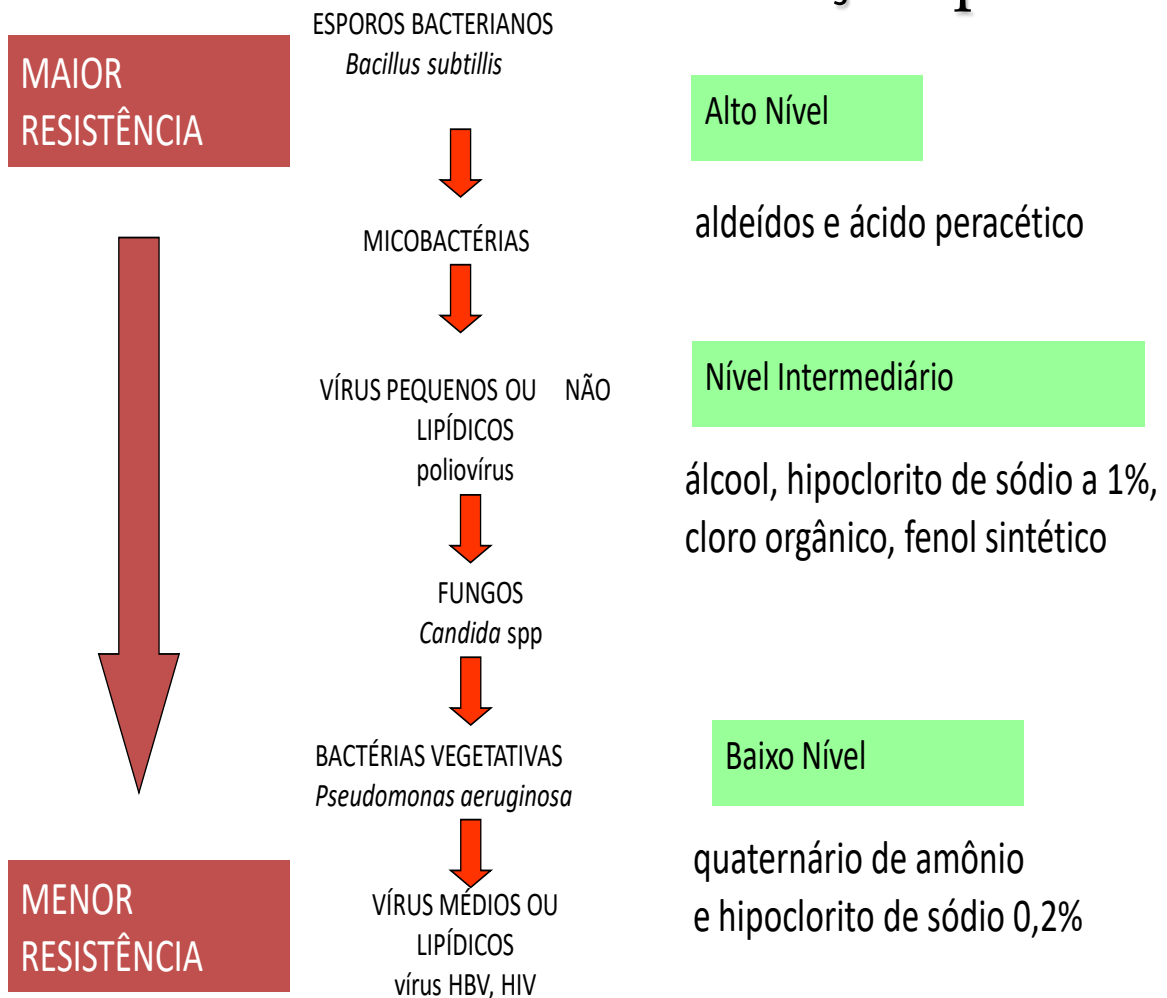 ESPOROS BACTERIANOS
Bacillus subtillis
MAIOR
RESISTÊNCIA
Alto Nível
aldeídos e ácido peracético
MICOBACTÉRIAS
VÍRUS PEQUENOS OU NÃO
LIPÍDICOS
poliovírus
Nível Intermediário
álcool, hipoclorito de sódio a 1%,
cloro orgânico, fenol sintético
FUNGOS
Candida spp
BACTÉRIAS VEGETATIVAS
Pseudomonas aeruginosa
Baixo Nível
quaternário de amônio
e hipoclorito de sódio 0,2%
MENOR
RESISTÊNCIA
VÍRUS MÉDIOS OU
LIPÍDICOS
vírus HBV, HIV